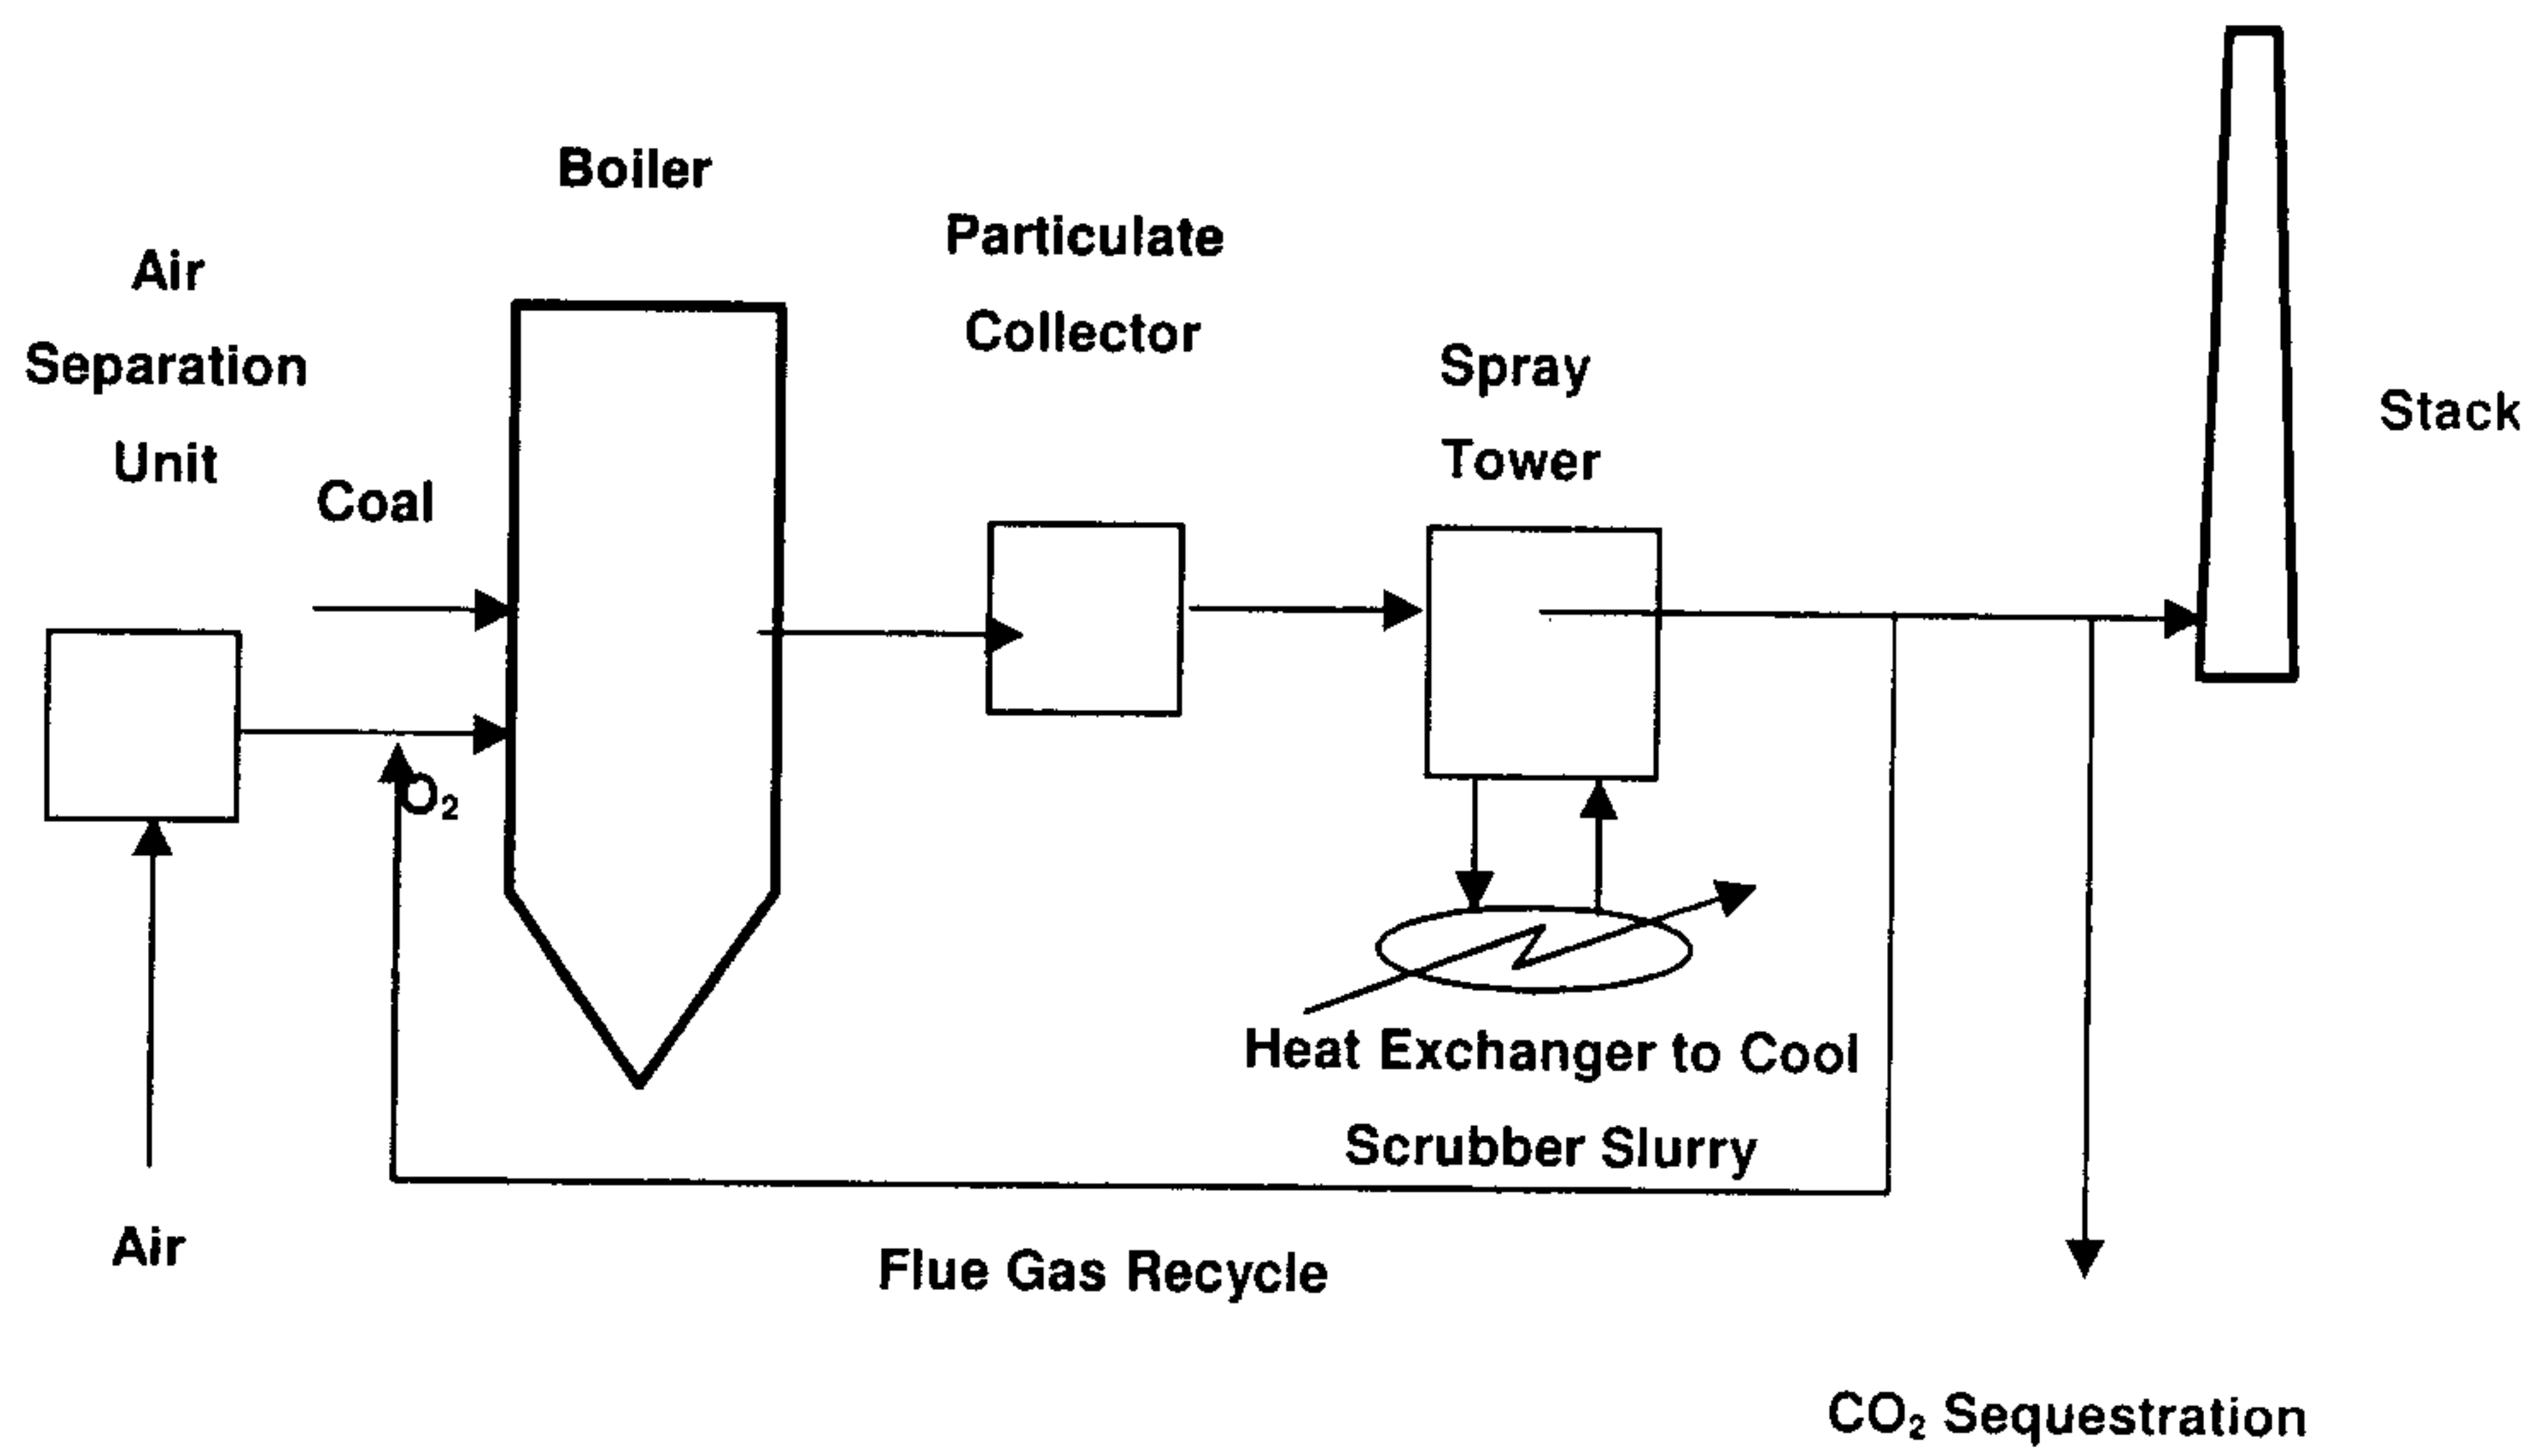 Boiler
Air
Separation
Unit
Coal
Particulate
Collector
Spray
Tower
Stack
O₂
Heat Exchanger to Cool
Scrubber Slurry
Air
Flue Gas Recycle
CO₂ Sequestration